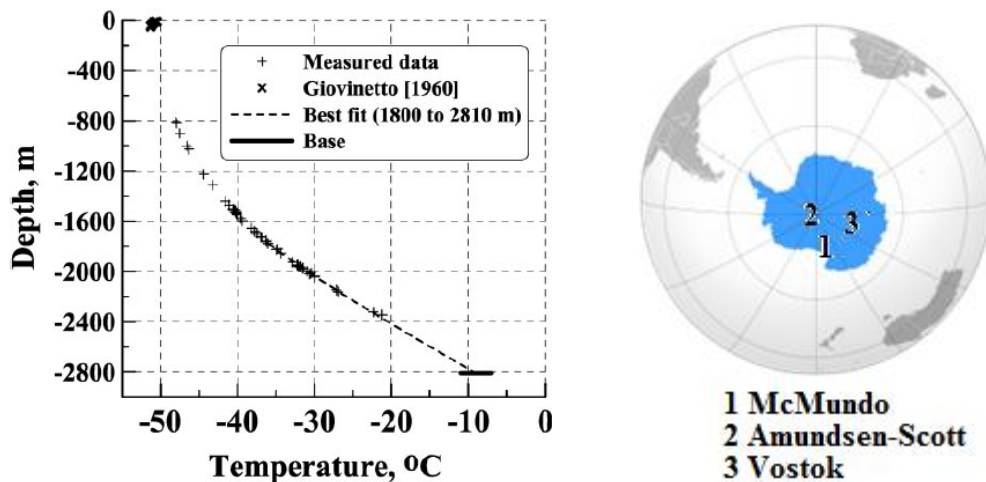 0
-400
-800
-1200
-1600
-2000
-2400
-2800
Depth, m
Measured data
Giovinetto [1960]
Best fit (1800 to 2810 m)
Base
-50 -40 -30 -20 -10 0
Temperature, ºC
2
3
1
1 McMundo
2 Amundsen-Scott
3 Vostok